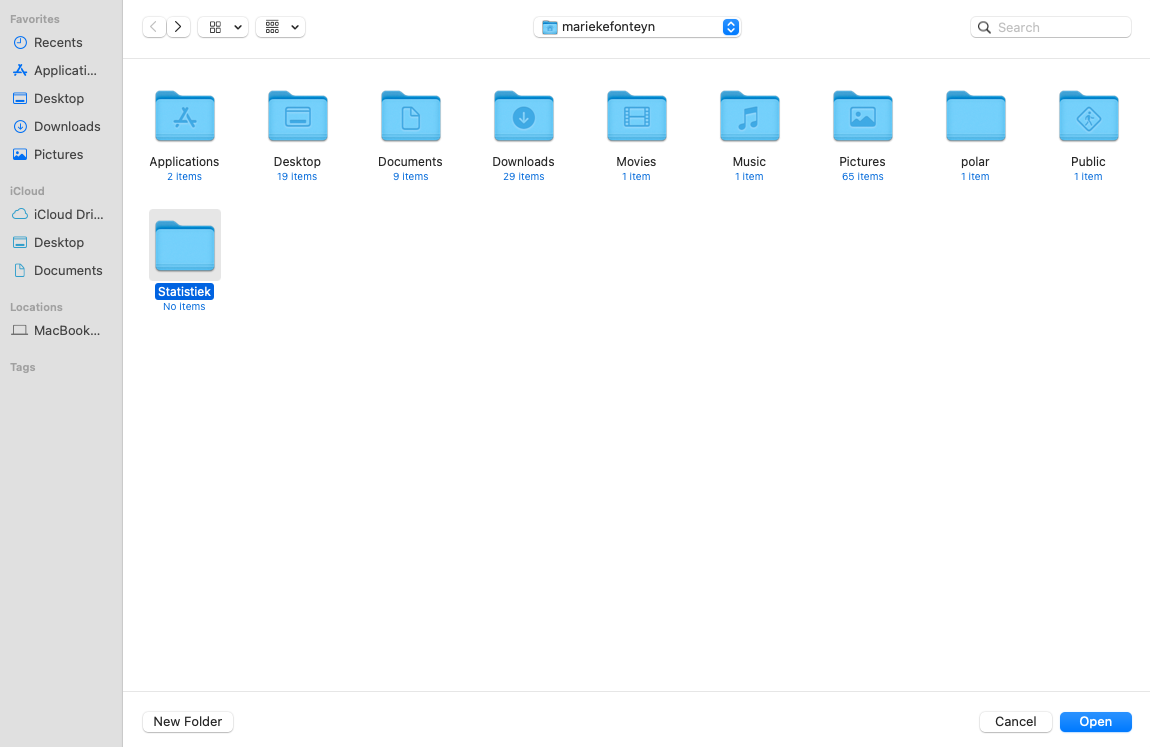 Favorites
Recents
Applicati...
Desktop
Downloads
Pictures
iCloud
iCloud Dri...
Desktop
Documents
Locations
MacBook...
Tags
mariekefonteyn
Search
Applications
2 items
Desktop
19 items
Documents
9 items
Downloads
29 items
Movies
1 item
Music
1 item
Pictures
65 items
polar
1 item
Public
1 item
Statistiek
No items
New Folder
Cancel
Open